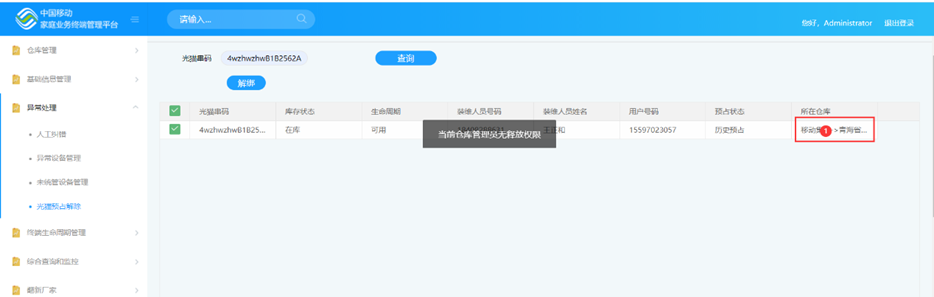 中国移动
家庭业务终端管理平台
请输入...
您好，Administrator 退出登录
仓库管理
基础信息管理
异常处理
人工纠错
异常设备管理
未纳管设备管理
光猫预占解除
终端生命周期管理
综合查询和监控
翻新厂家
光猫串码 4wzhwzhwB1B2562A 查询
解绑
光猫串码 库存状态 生命周期 装维人员号码 装维人员姓名 用户号码 预占状态 所在仓库
4wzhwzhwB1B25... 在库 可用 15597023057 历史预占 移动 1 >青海省...
当前仓库管理员无释放权限